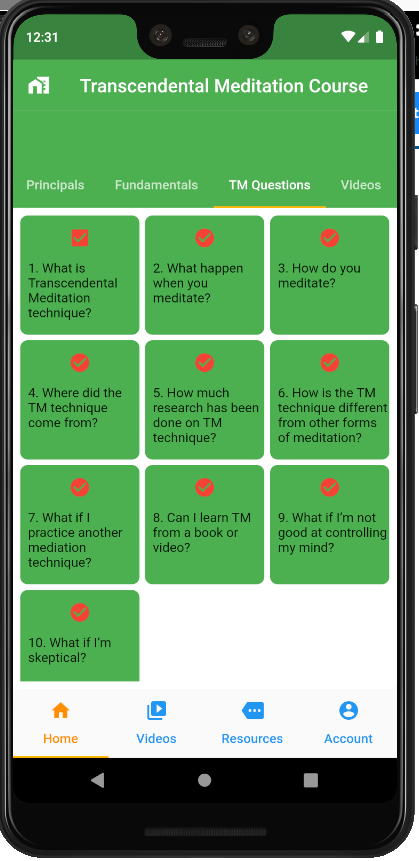 12:31
Transcendental Meditation Course
Principals
Fundamentals
TM Questions
Videos
1. What is
Transcendental
Meditation
technique?
2. What happen
when you
meditate?
3. How do you
meditate?
4. Where did the
TM technique
come from?
5. How much
research has been
done on TM
technique?
6. How is the TM
technique different
from other forms
of meditation?
7. What if I
practice another
mediation
technique?
8. Can I learn TM
from a book or
video?
9. What if I'm not
good at controlling
my mind?
10. What if I'm
skeptical?
Home
Videos
Resources
Account